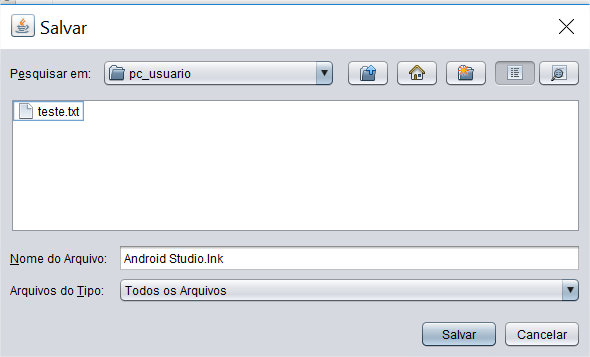 Salvar
Pesquisar em: pc_usuario
teste.txt
Nome do Arquivo: Android Studio.lnk
Arquivos do Tipo: Todos os Arquivos
Salvar Cancelar